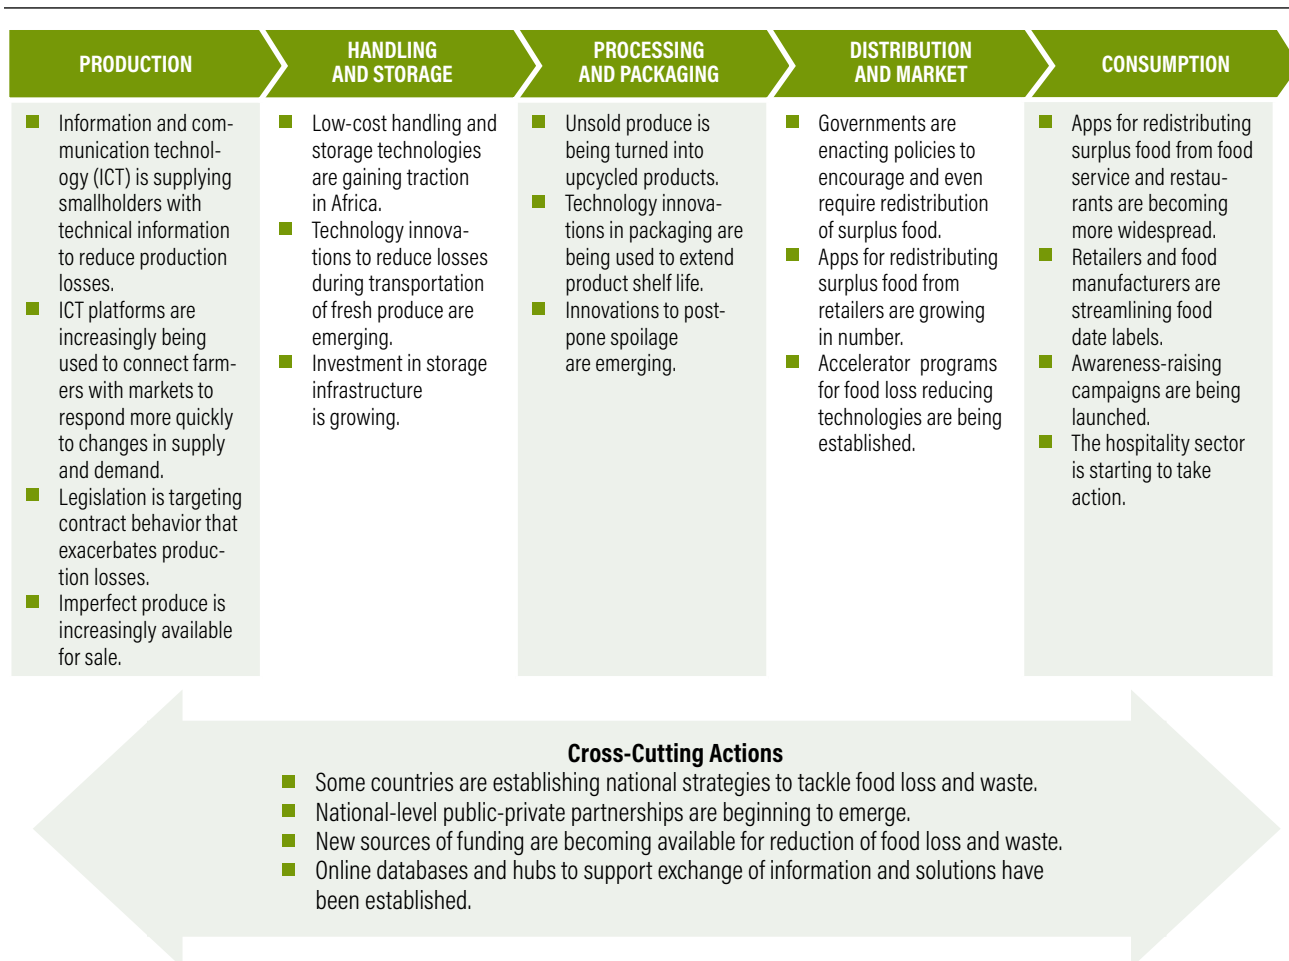 PRODUCTION
Information and com-
munication technol-
ogy (ICT) is supplying
smallholders with
technical information
to reduce production
losses.
ICT platforms are
increasingly being
used to connect farm-
ers with markets to
respond more quickly
to changes in supply
and demand.
Legislation is targeting
contract behavior that
exacerbates produc-
tion losses.
Imperfect produce is
increasingly available
for sale.
HANDLING
AND STORAGE
Low-cost handling and
storage technologies
are gaining traction
in Africa.
Technology innova-
tions to reduce losses
during transportation
of fresh produce are
emerging.
Investment in storage
infrastructure
is growing.
PROCESSING
AND PACKAGING
Unsold produce is
being turned into
upcycled products.
Technology innova-
tions in packaging are
being used to extend
product shelf life.
Innovations to post-
pone spoilage
are emerging.
DISTRIBUTION
AND MARKET
Governments are
enacting policies to
encourage and even
require redistribution
of surplus food.
Apps for redistributing
surplus food from
retailers are growing
in number.
Accelerator programs
for food loss reducing
technologies are being
established.
CONSUMPTION
Apps for redistributing
surplus food from food
service and restau-
rants are becoming
more widespread.
Retailers and food
manufacturers are
streamlining food
date labels.
Awareness-raising
campaigns are being
launched.
The hospitality sector
is starting to take
action.
Cross-Cutting Actions
Some countries are establishing national strategies to tackle food loss and waste.
National-level public-private partnerships are beginning to emerge.
New sources of funding are becoming available for reduction of food loss and waste.
Online databases and hubs to support exchange of information and solutions have
been established.